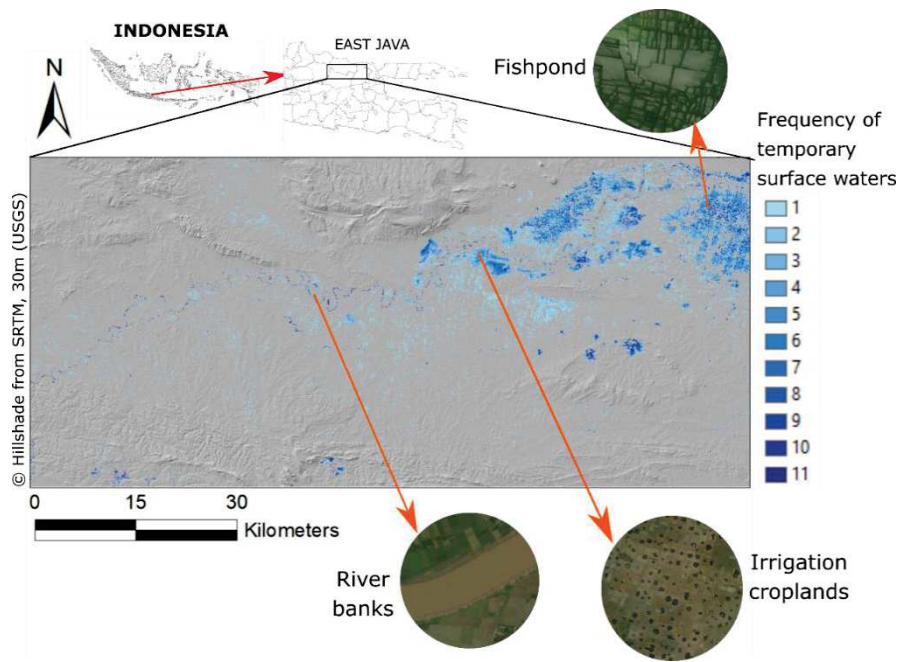 INDONESIA
EAST JAVA
N
Fishpond
Frequency of
temporary
surface waters
1
2
3
4
5
6
7
8
9
10
11
© Hillshade from SRTM, 30m (USGS)
0 15 30
Kilometers
River
banks
Irrigation
croplands